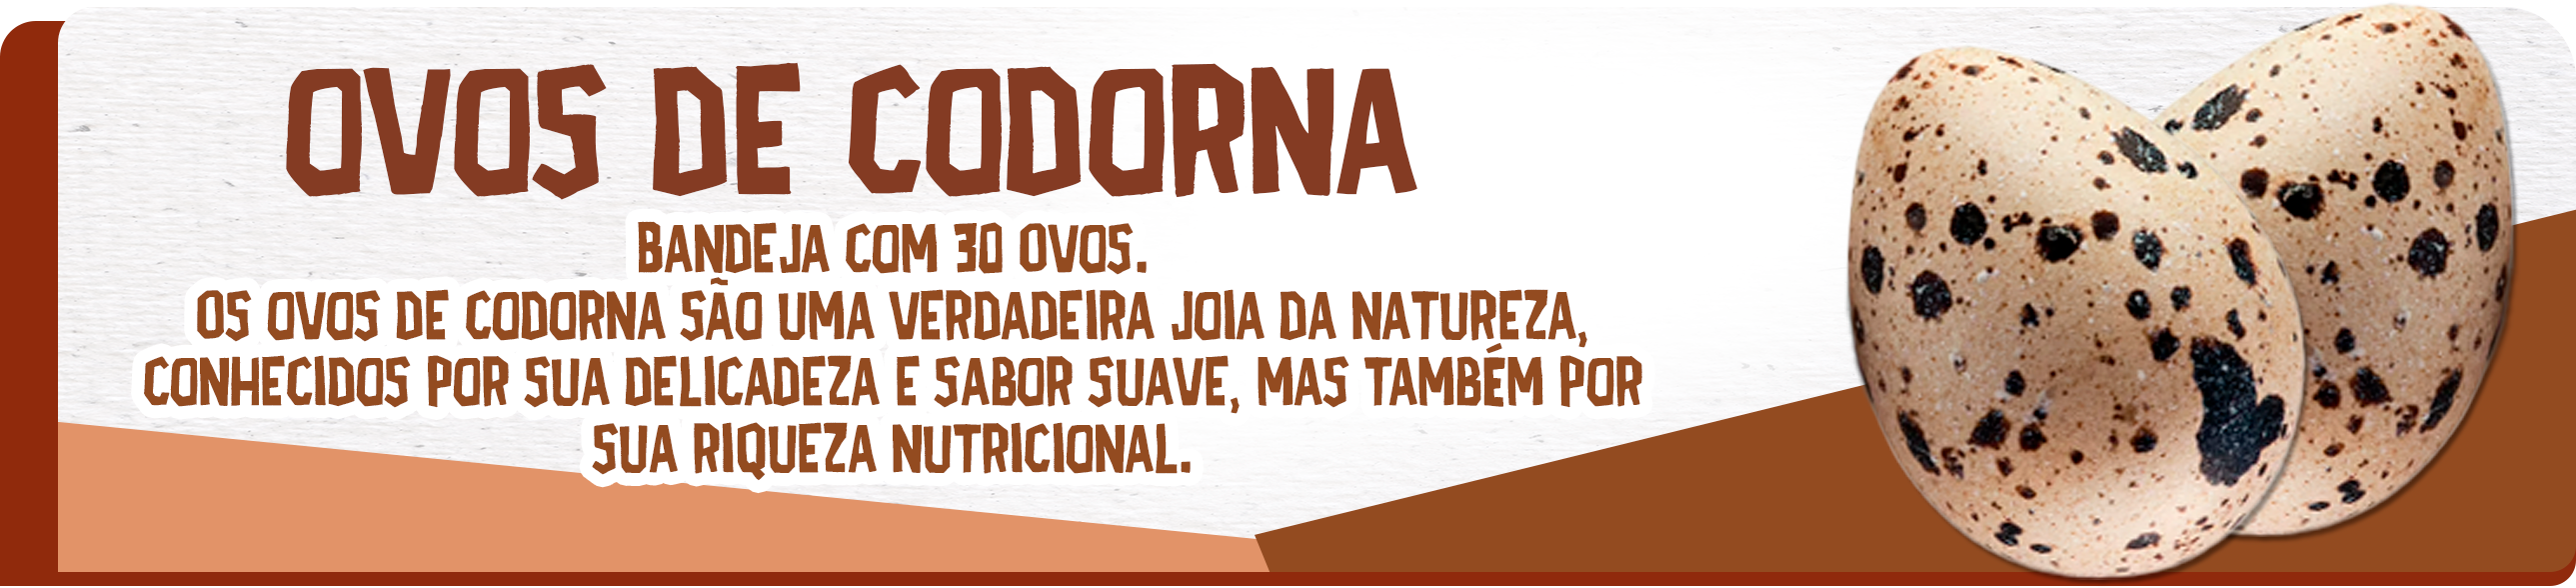 OVOS DE CODORNA
BANDEJA COM 30 OVOS.
OS OVOS DE CODORNA SÃO UMA VERDADEIRA JOIA DA NATUREZA,
CONHECIDOS POR SUA DELICADEZA E SABOR SUAVE, MAS TAMBÉM POR
SUA RIQUEZA NUTRICIONAL.